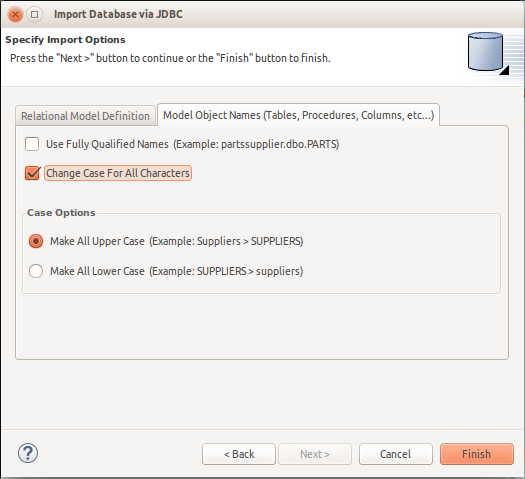 Import Database via JDBC
Specify Import Options
Press the "Next >" button to continue or the "Finish" button to finish.
Relational Model Definition
Model Object Names (Tables, Procedures, Columns, etc...)
Use Fully Qualified Names (Example: partssupplier.dbo.PARTS)
Change Case For All Characters
Case Options
Make All Upper Case (Example: Suppliers > SUPPLIERS)
Make All Lower Case (Example: SUPPLIERS > suppliers)
?
< Back
Next >
Cancel
Finish